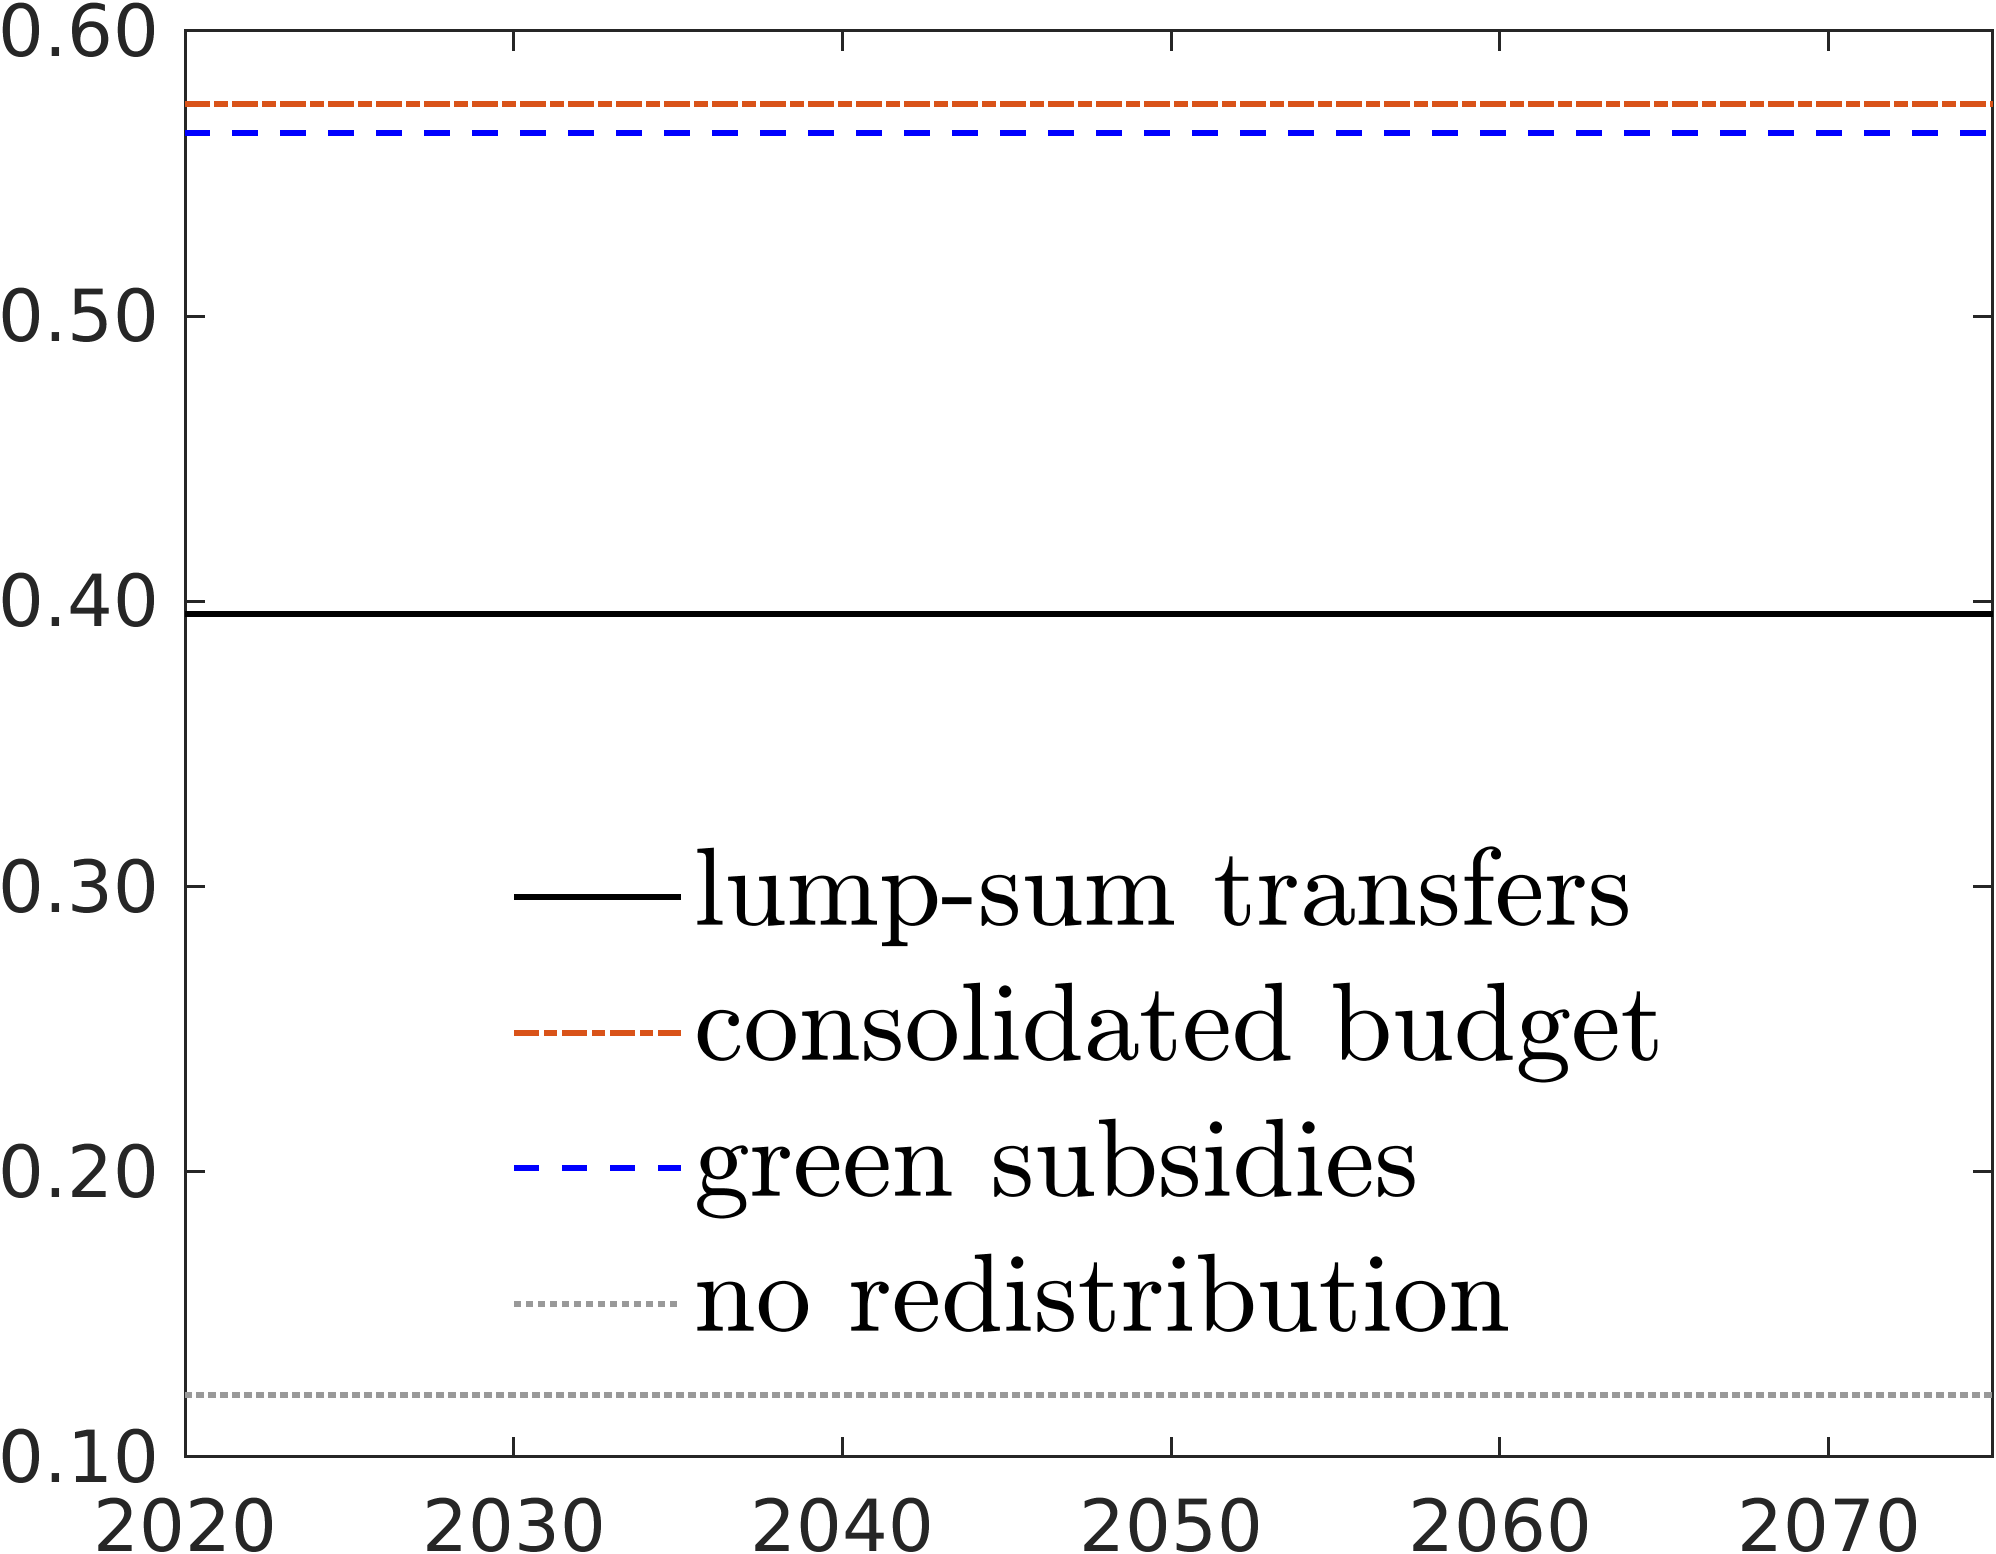 0.60
0.50
0.40
0.30
0.20
0.10
lump-sum transfers
consolidated budget
green subsidies
no redistribution
2020 2030 2040 2050 2060 2070